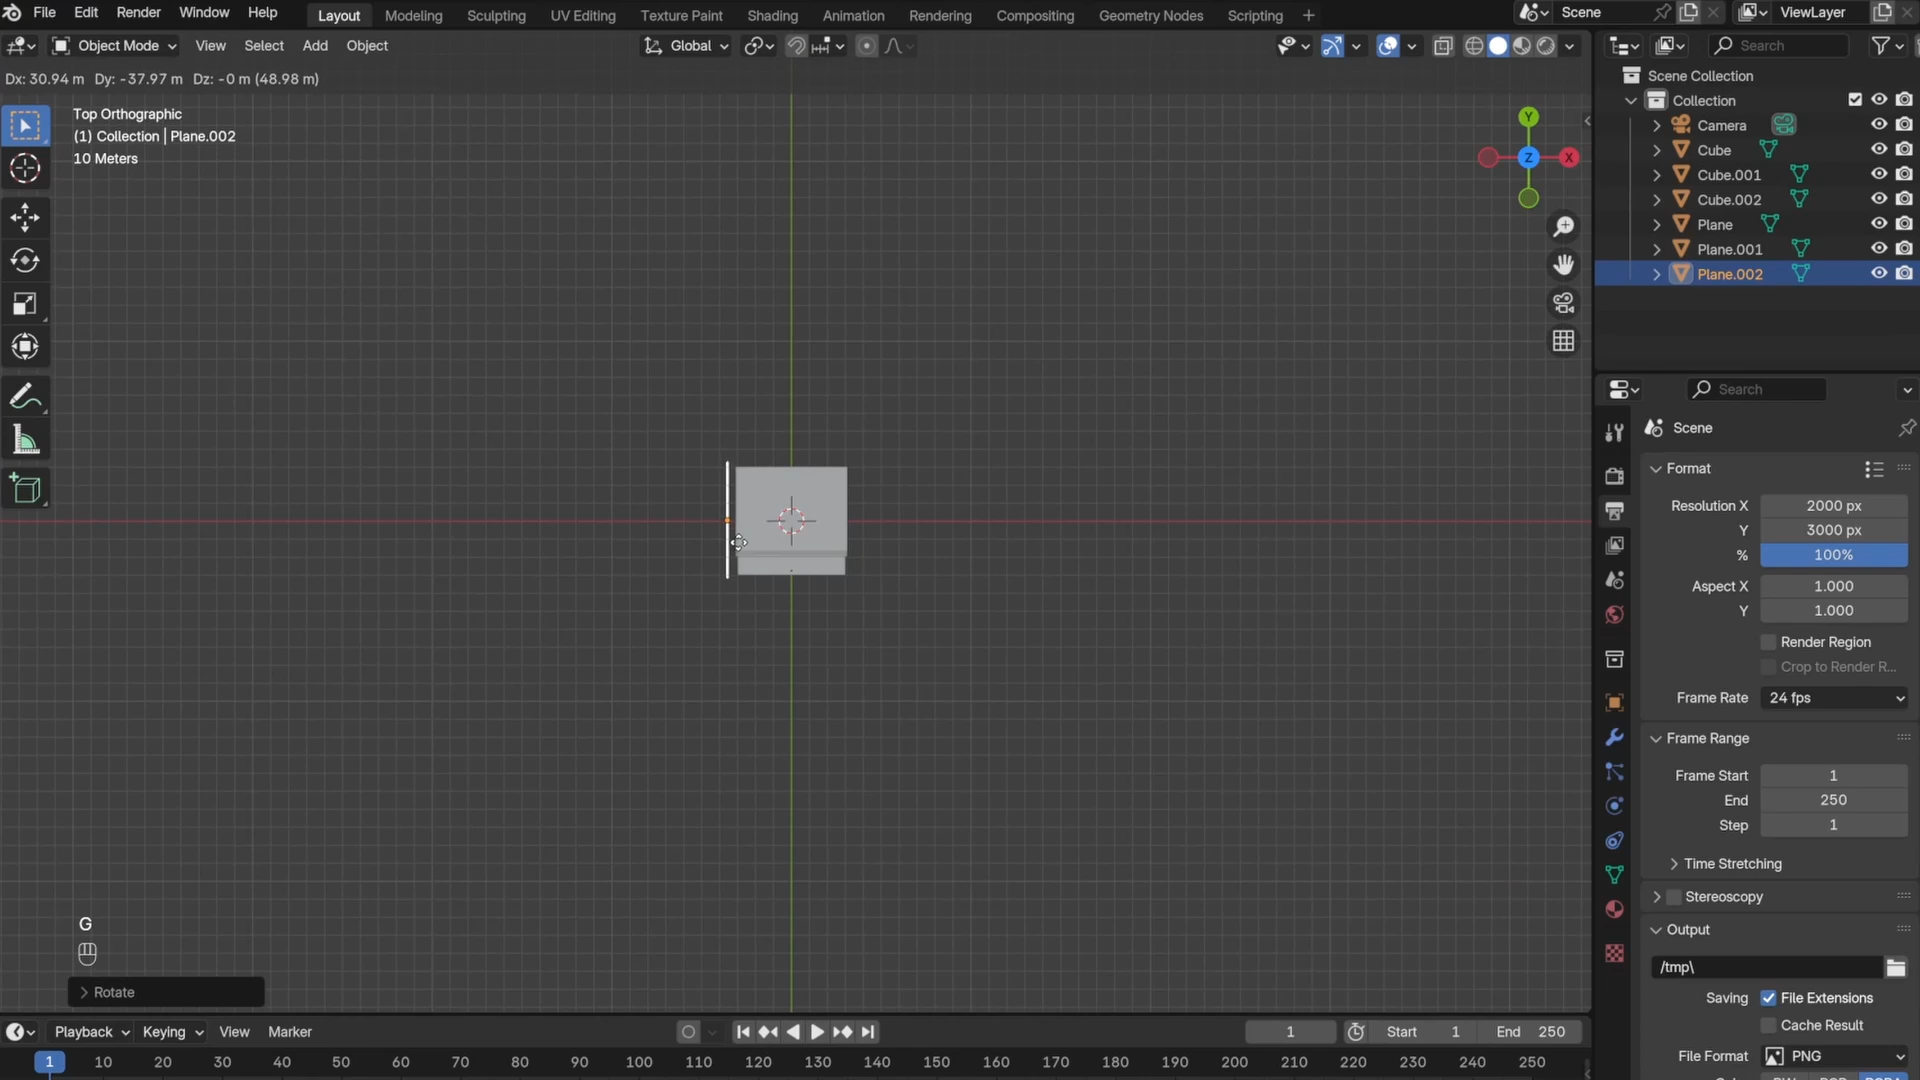 File Edit Render Window Help Layout Modeling Sculpting UV Editing Texture Paint Shading Animation Rendering Compositing Geometry Nodes Scripting + Scene ViewLayer
Object Mode View Select Add Object Global Search
Dx: 30.94 m Dy: -37.97 m Dz: -0 m (48.98 m)
Top Orthographic
(1) Collection | Plane.002
10 Meters
Y
Z
X
Scene Collection
Collection
Camera
Cube
Cube.001
Cube.002
Plane
Plane.001
Plane.002
Search
Scene
Format
Resolution X 2000 px
Y 3000 px
% 100%
Aspect X 1.000
Y 1.000
Render Region
Crop to Render R...
Frame Rate 24 fps
Frame Range
Frame Start 1
End 250
Step 1
Time Stretching
Stereoscopy
Output
/tmp\
Saving File Extensions
Cache Result
File Format PNG
G
Rotate
Playback Keying View Marker 1 Start 1 End 250
1 10 20 30 40 50 60 70 80 90 100 110 120 130 140 150 160 170 180 190 200 210 220 230 240 250